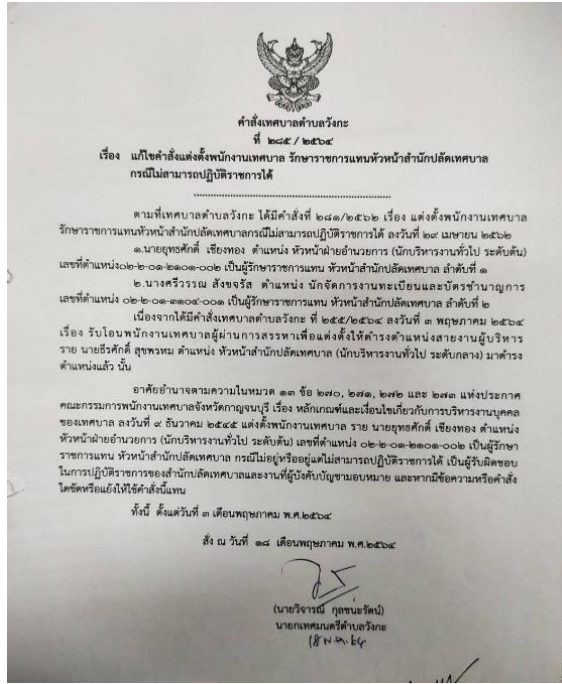 คำสั่งเทศบาลตำบลวังกะ
ที่ ๒๘๕ / ๒๕๖๔
เรื่อง แก้ไขคำสั่งแต่งตั้งพนักงานเทศบาล รักษาราชการแทนหัวหน้าสำนักปลัดเทศบาล
กรณีไม่สามารถปฏิบัติราชการได้
ตามที่เทศบาลตำบลวังกะ ได้มีคำสั่งที่ ๒๘๑/๒๕๖๒ เรื่อง แต่งตั้งพนักงานเทศบาล
รักษาราชการแทนหัวหน้าสำนักปลัดเทศบาลกรณีไม่สามารถปฏิบัติราชการได้ ลงวันที่ ๒๙ เมษายน ๒๕๖๒
๑.นายยุทธศักดิ์ เชียงทอง ตำแหน่ง หัวหน้าฝ่ายอำนวยการ (นักบริหารงานทั่วไป ระดับต้น)
เลขที่ตำแหน่ง๐๒-๒-๐๑-๒๑๐๑-๐๐๒ เป็นผู้รักษาราชการแทน หัวหน้าสำนักปลัดเทศบาล ลำดับที่ ๑
๒.นางศรีวรรณ สังขจรัส ตำแหน่ง นักจัดการงานทะเบียนและบัตรชำนาญการ
เลขที่ตำแหน่ง ๐๒-๒-๐๑-๓๑๐๔-๐๐๑ เป็นผู้รักษาราชการแทน หัวหน้าสำนักปลัดเทศบาล ลำดับที่ ๒
เนื่องจากได้มีคำสั่งเทศบาลตำบลวังกะ ที่ ๒๕๕/๒๕๖๔ ลงวันที่ ๓ พฤษภาคม ๒๕๖๔
เรื่อง รับโอนพนักงานเทศบาลผู้ผ่านการสรรหาเพื่อแต่งตั้งให้ดำรงตำแหน่งสายงานผู้บริหาร
ราย นายธีรศักดิ์ สุขพรหม ตำแหน่ง หัวหน้าสำนักปลัดเทศบาล (นักบริหารงานทั่วไป ระดับกลาง) มาดำรง
ตำแหน่งแล้ว นั้น
อาศัยอำนาจตามความในหมวด ๑๓ ข้อ ๒๗๐, ๒๗๑, ๒๗๒ และ ๒๗๓ แห่งประกาศ
คณะกรรมการพนักงานเทศบาลจังหวัดกาญจนบุรี เรื่อง หลักเกณฑ์และเงื่อนไขเกี่ยวกับการบริหารงานบุคคล
ของเทศบาล ลงวันที่ ๙ ธันวาคม ๒๕๔๕ แต่งตั้งพนักงานเทศบาล ราย นายยุทธศักดิ์ เชียงทอง ตำแหน่ง
หัวหน้าฝ่ายอำนวยการ (นักบริหารงานทั่วไป ระดับต้น) เลขที่ตำแหน่ง ๐๒-๒-๐๑-๒๑๐๑-๐๐๒ เป็นผู้รักษา
ราชการแทน หัวหน้าสำนักปลัดเทศบาล กรณีไม่อยู่หรืออยู่แต่ไม่สามารถปฏิบัติราชการได้ เป็นผู้รับผิดชอบ
ในการปฏิบัติราชการของสำนักปลัดเทศบาลและงานที่ผู้บังคับบัญชามอบหมาย และหากมีข้อความหรือคำสั่ง
ใดขัดหรือแย้งให้ใช้คำสั่งนี้แทน
ทั้งนี้ ตั้งแต่วันที่ ๓ เดือนพฤษภาคม พ.ศ.๒๕๖๔
สั่ง ณ วันที่ ๑๘ เดือนพฤษภาคม พ.ศ.๒๕๖๔
(นายวิจารณ์ กุลชนะรัตน์)
นายกเทศมนตรีตำบลวังกะ
18 พ.ค. 64